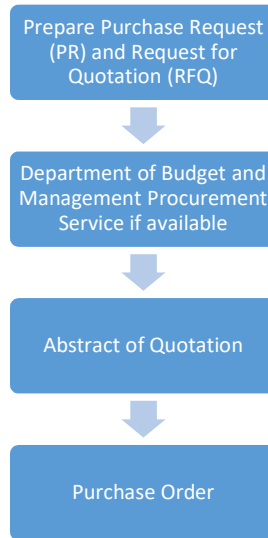 Prepare Purchase Request
(PR) and Request for
Quotation (RFQ)
Department of Budget and
Management Procurement
Service if available
Abstract of Quotation
Purchase Order